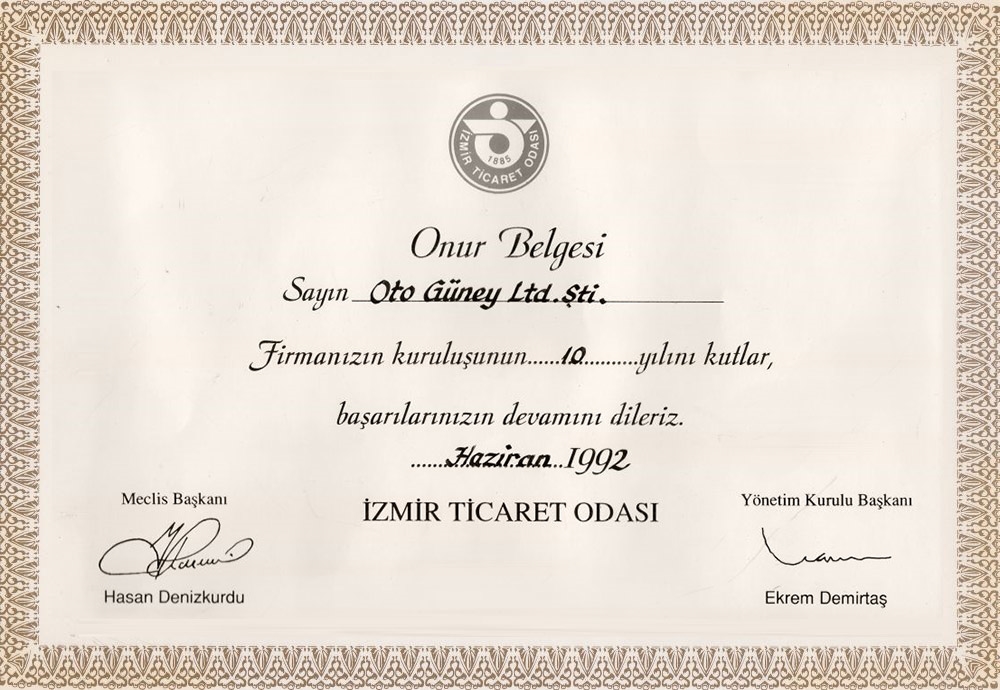 İZMİR TİCARET ODASI
1885
Onur Belgesi
Sayın Oto Güney Ltd.Şti.
Firmanızın kuruluşunun......10..........yılını kutlar,
başarılarınızın devamını dileriz.
......Haziran..1992
İZMİR TİCARET ODASI
Meclis Başkanı
Hasan Denizkurdu
Yönetim Kurulu Başkanı
Ekrem Demirtaş